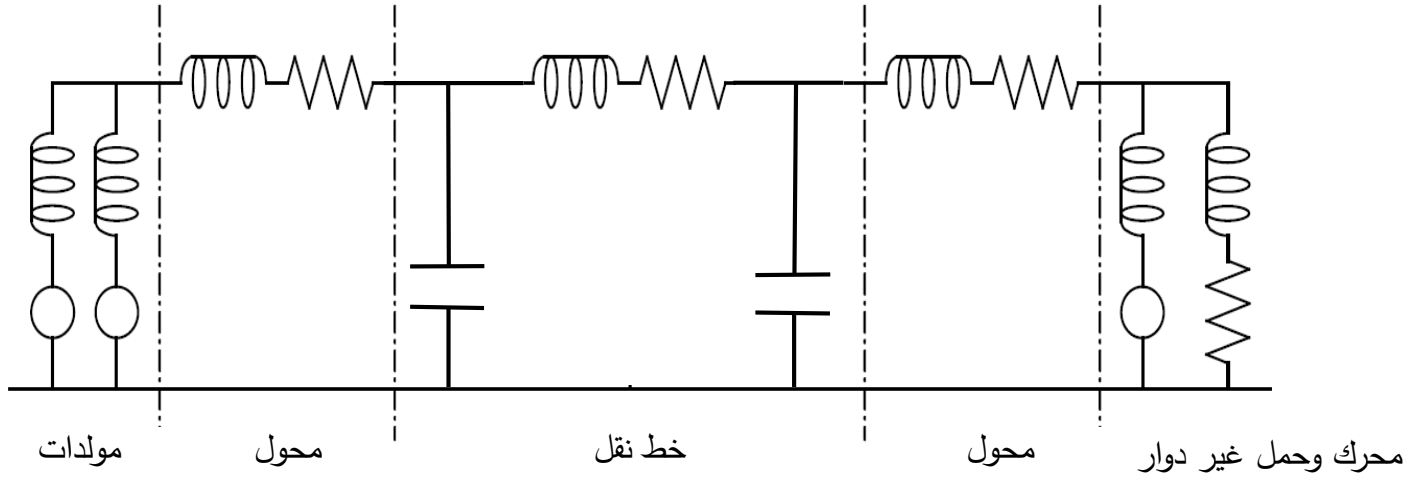 مولدات
محول
خط نقل
محول
محرك وحمل غير دوار